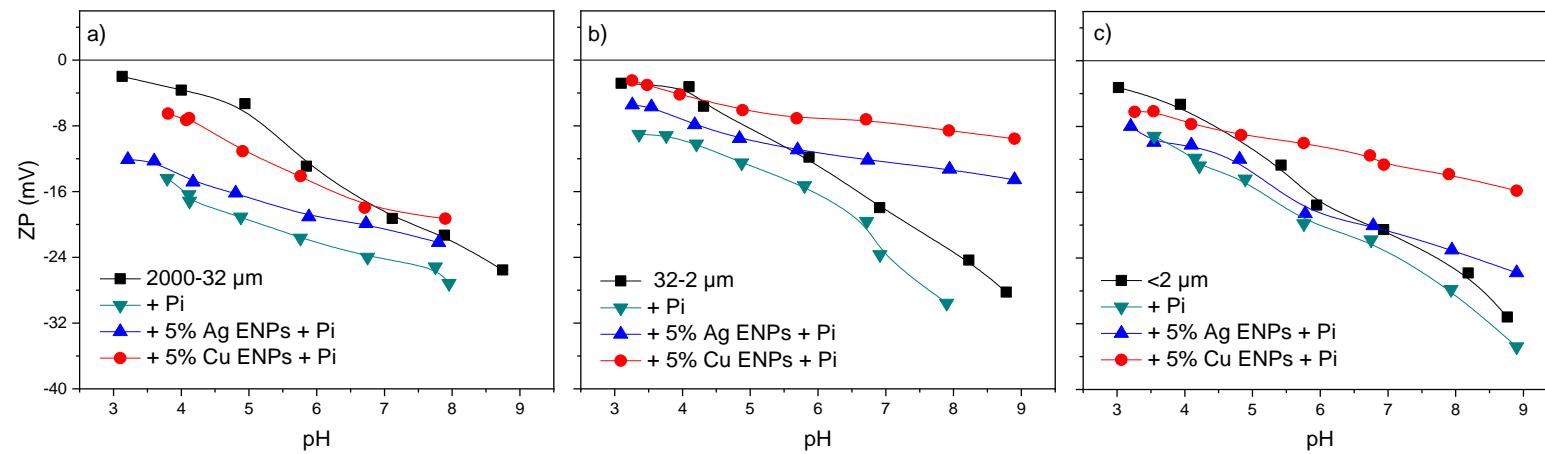 a)
b)
c)
0
-8
-16
-24
-32
-40
ZP (mV)
2000-32 µm
+ Pi
+ 5% Ag ENPs + Pi
+ 5% Cu ENPs + Pi
32-2 µm
+ Pi
+ 5% Ag ENPs + Pi
+ 5% Cu ENPs + Pi
<2 µm
+ Pi
+ 5% Ag ENPs + Pi
+ 5% Cu ENPs + Pi
3 4 5 6 7 8 9
3 4 5 6 7 8 9
3 4 5 6 7 8 9
pH
pH
pH